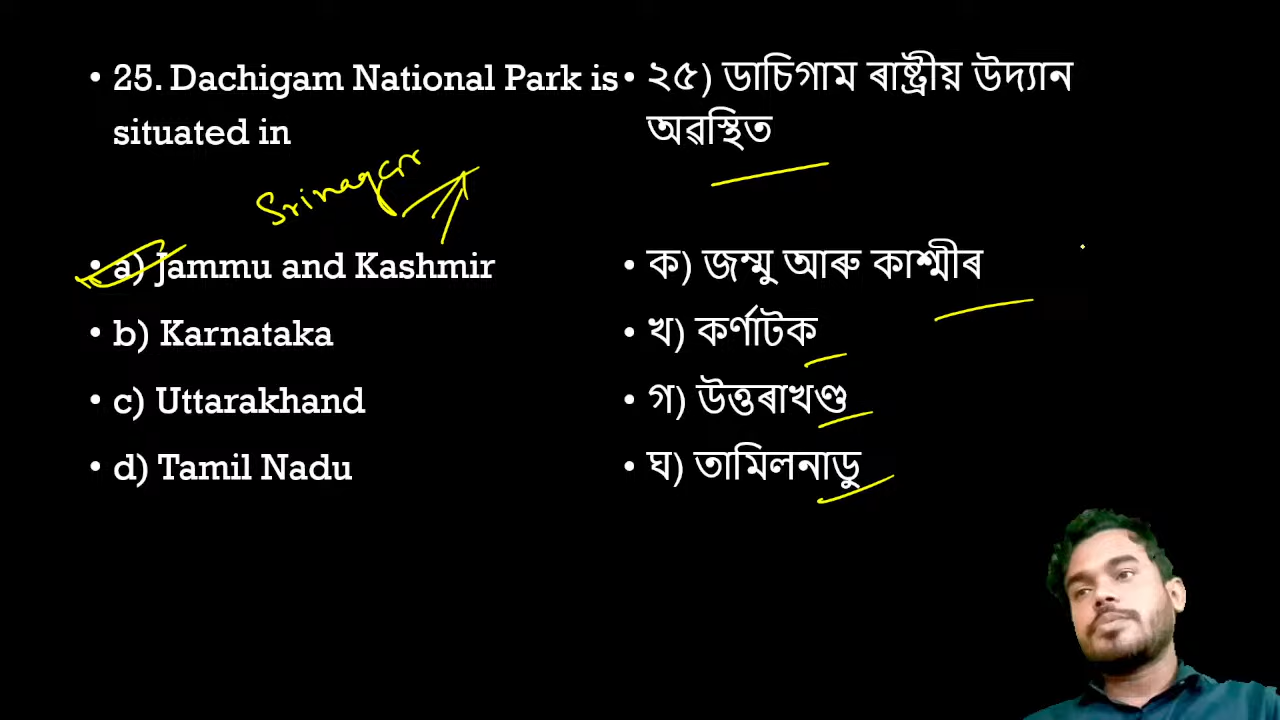 • 25. Dachigam National Park is
situated in
Srinagar
• a) Jammu and Kashmir
• b) Karnataka
• c) Uttarakhand
• d) Tamil Nadu
• ২৫) ডাচিগাম ৰাষ্ট্ৰীয় উদ্যান
অৱস্থিত
• ক) জম্মু আৰু কাশ্মীৰ
• খ) কৰ্ণাটক
• গ) উত্তৰাখণ্ড
• ঘ) তামিলনাডু